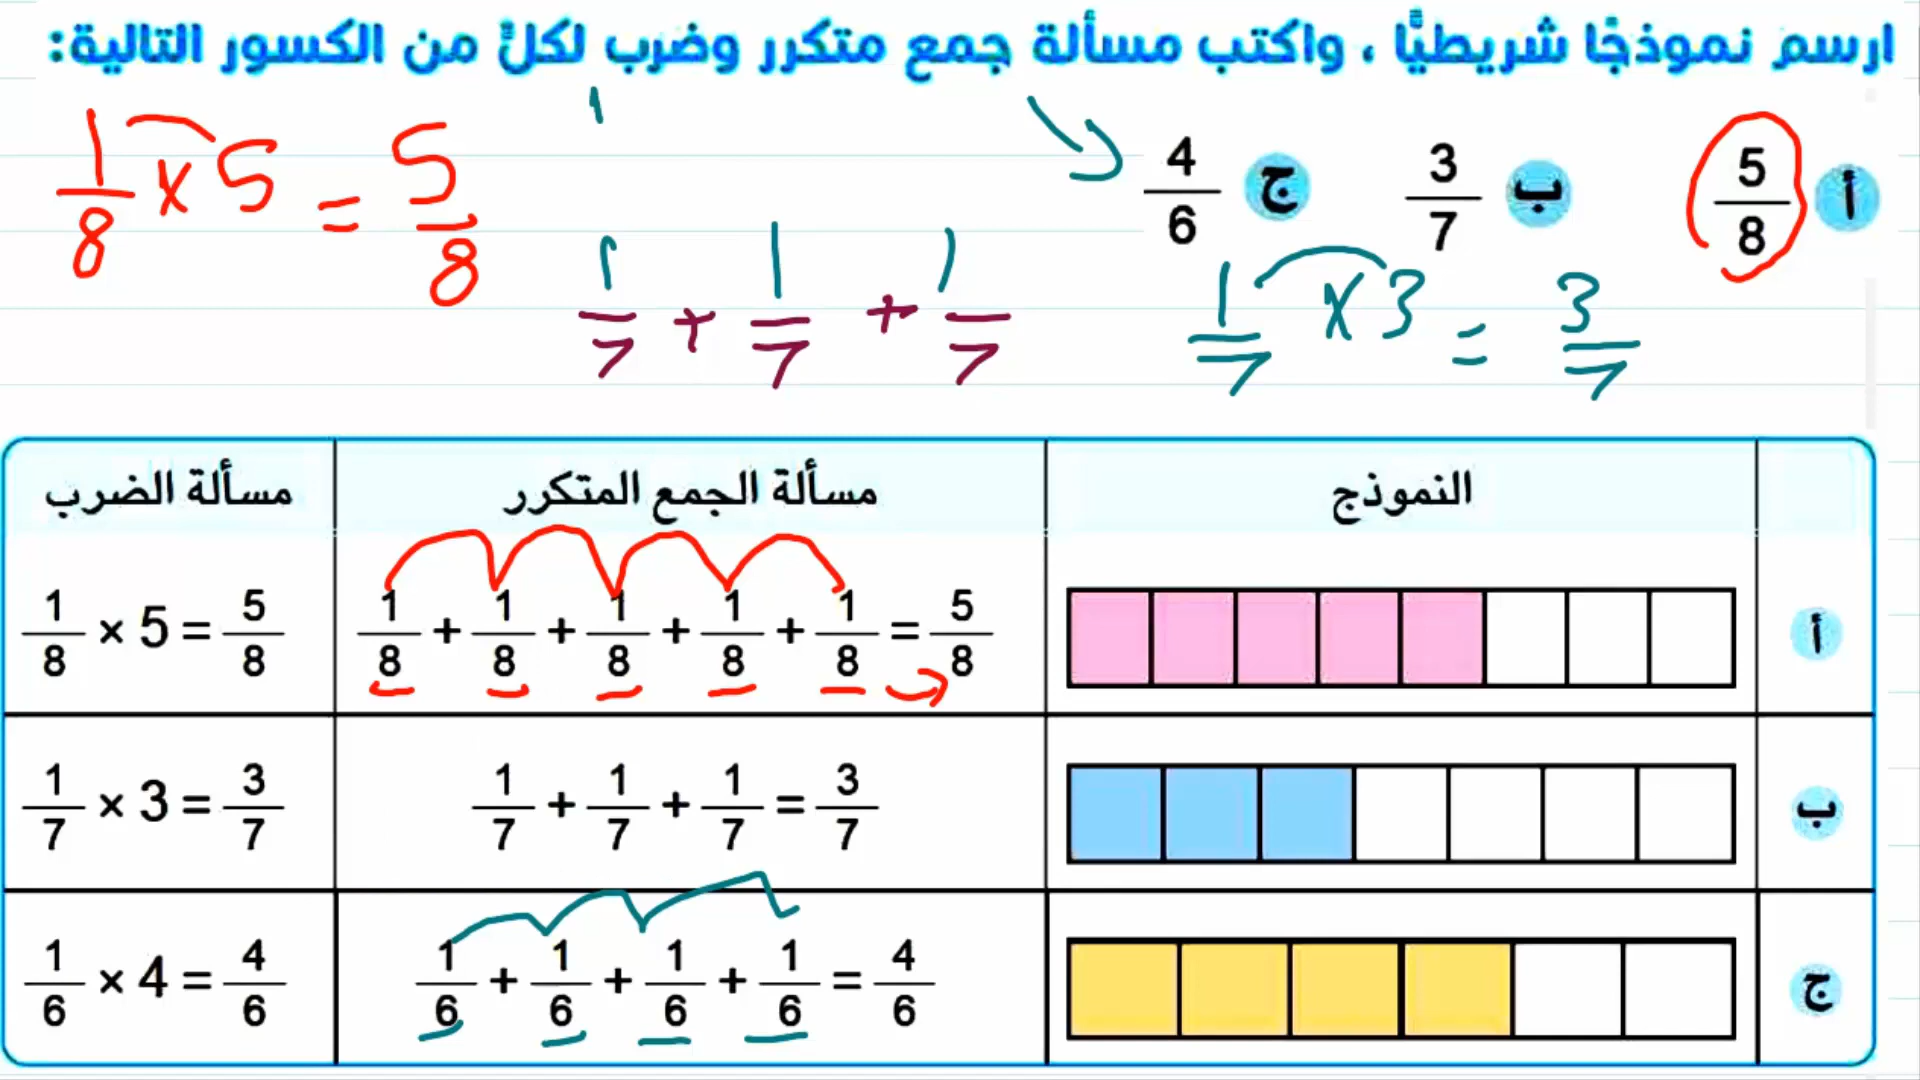 ارسم نموذجًا شريطيًّا ، واكتب مسألة جمع متكرر وضرب لكلٍّ من الكسور التالية:
أ 5/8 ب 3/7 ج 4/6
1/8 × 5 = 5/8
1
1/7 + 1/7 + 1/7
1/7 × 3 = 3/7
النموذج مسألة الجمع المتكرر مسألة الضرب
أ 1/8 + 1/8 + 1/8 + 1/8 + 1/8 = 5/8 1/8 × 5 = 5/8
ب 1/7 + 1/7 + 1/7 = 3/7 1/7 × 3 = 3/7
ج 1/6 + 1/6 + 1/6 + 1/6 = 4/6 1/6 × 4 = 4/6